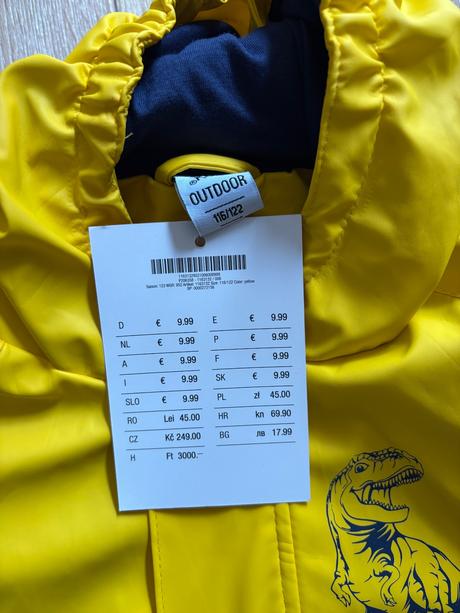 OUTDOOR
116/122
D € 9.99 E € 9.99
NL € 9.99 P € 9.99
A € 9.99 F € 9.99
I € 9.99 SK € 9.99
SLO € 9.99 PL zł 45.00
RO Lei 45.00 HR kn 69.90
CZ Kč 249.00 BG лв 17.99
H Ft 3000.–